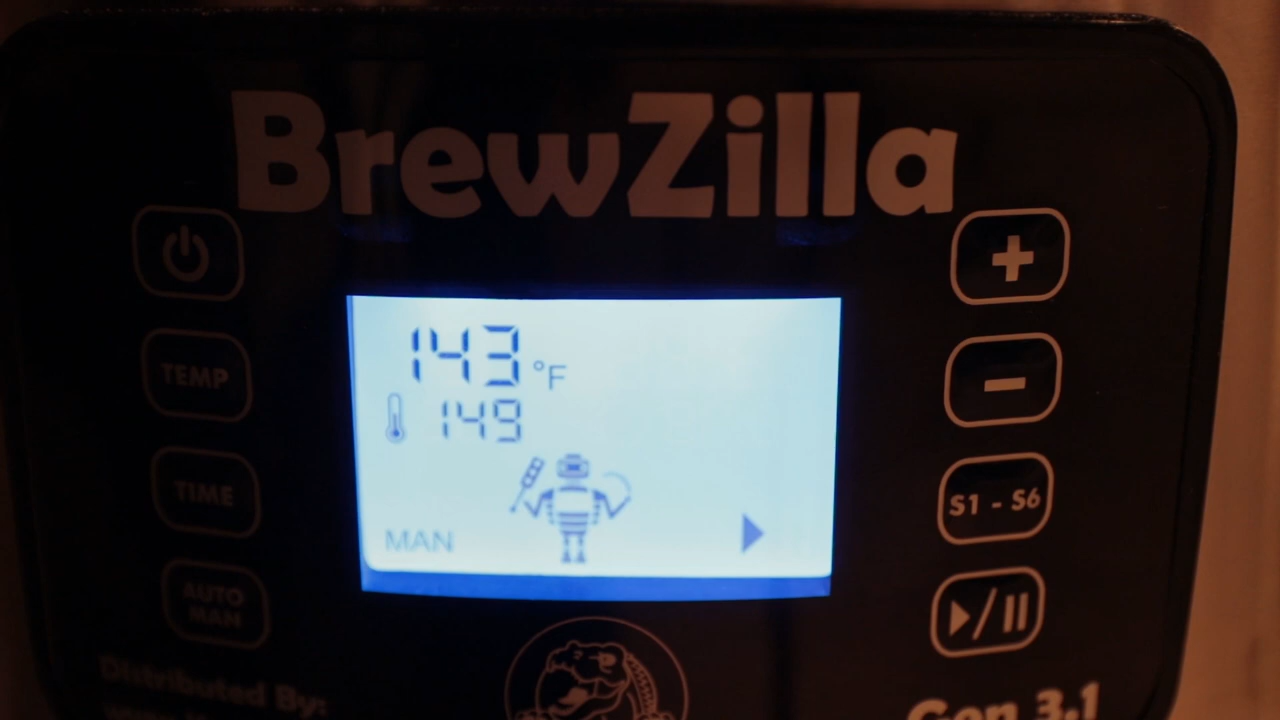 BrewZilla
TEMP
TIME
AUTO
MAN
143 °F
149
MAN
S1 - S6
Distributed By:
Gen 3.1